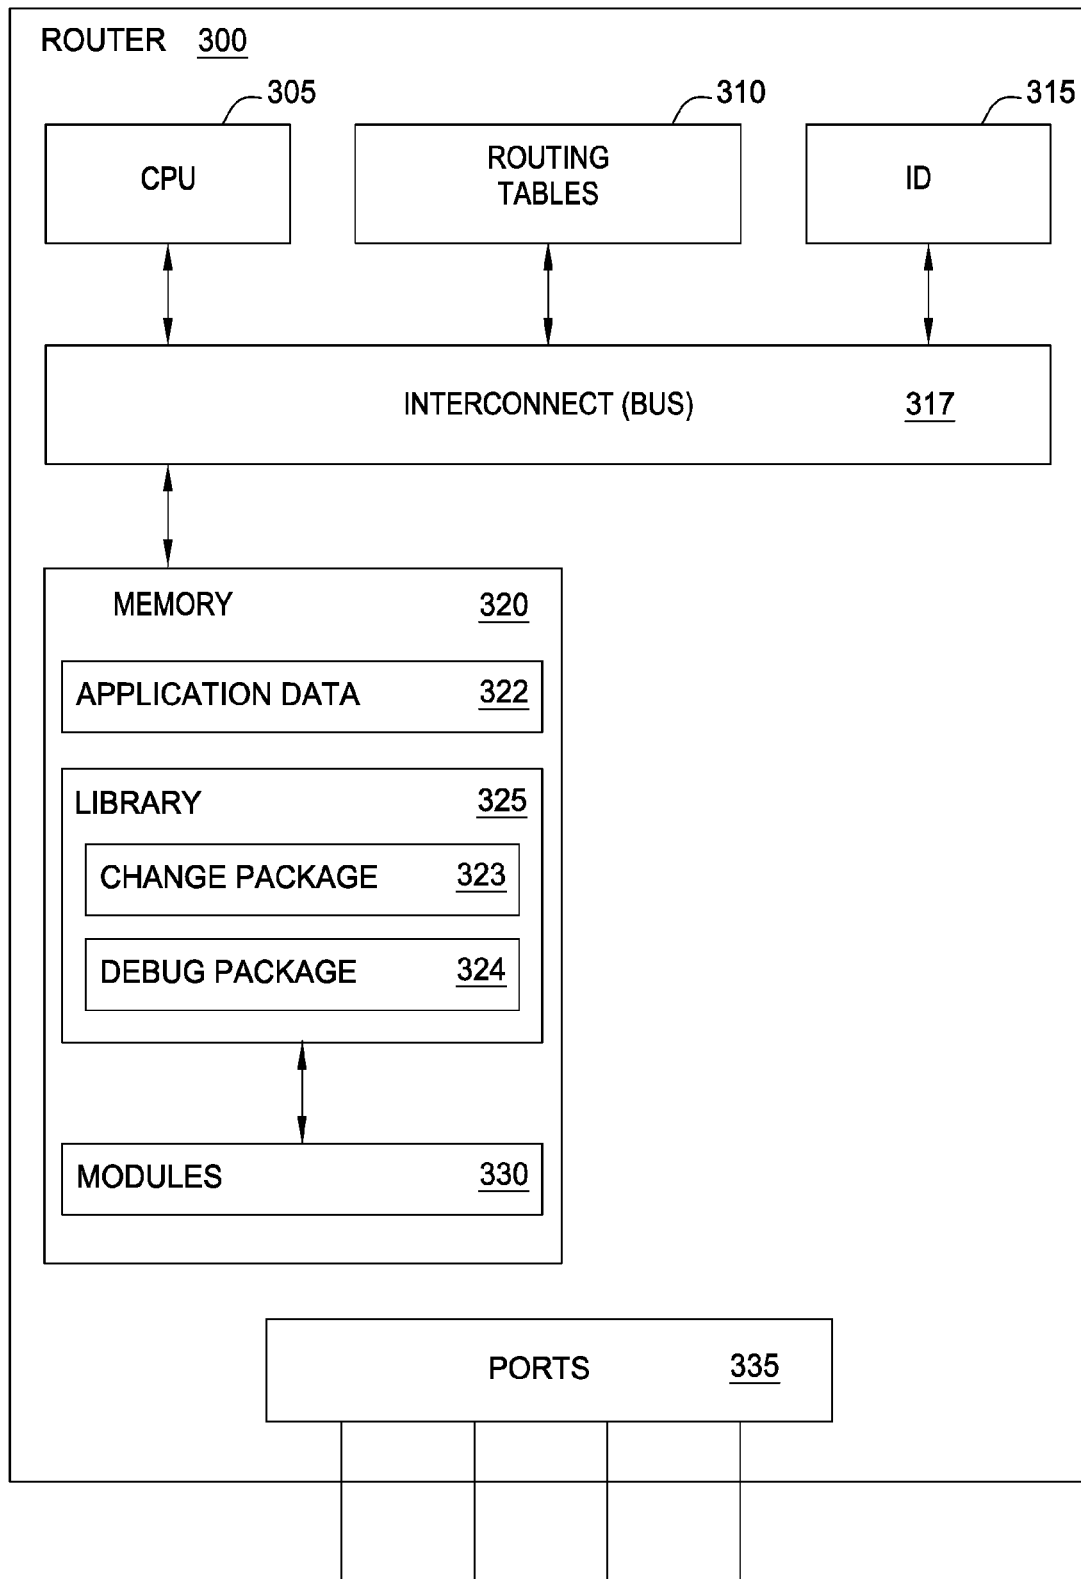 ROUTER 300
305
310
315
CPU
ROUTING
TABLES
ID
INTERCONNECT (BUS) 317
MEMORY 320
APPLICATION DATA 322
LIBRARY 325
CHANGE PACKAGE 323
DEBUG PACKAGE 324
MODULES 330
PORTS 335